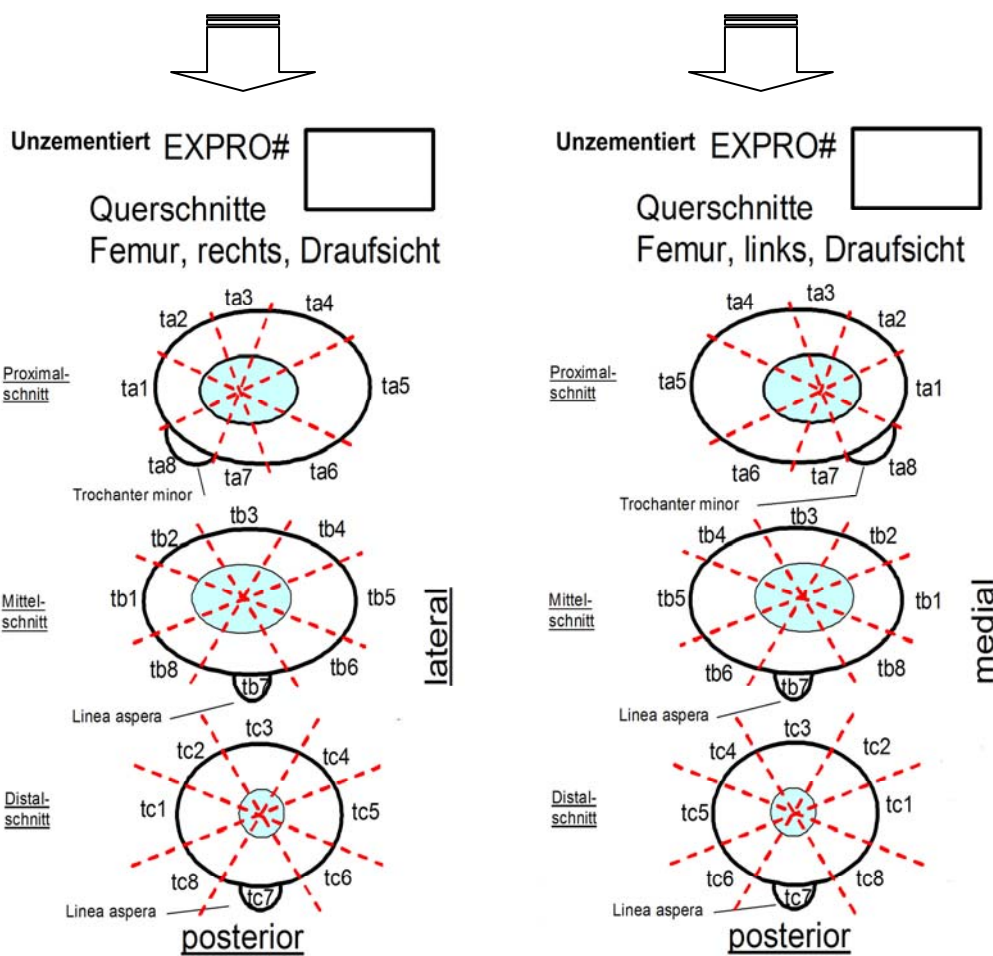 Unzementiert EXPRO#
Querschnitte
Femur, rechts, Draufsicht
ta3
ta4
ta2
Proximal-
schnitt
ta1
ta5
ta8
ta7
ta6
Trochanter minor
tb3
tb4
tb2
Mittel-
schnitt
tb1
tb5
lateral
tb8
tb6
tb7
Linea aspera
tc3
tc2
tc4
Distal-
schnitt
tc1
tc5
tc8
tc6
tc7
Linea aspera
posterior
Unzementiert EXPRO#
Querschnitte
Femur, links, Draufsicht
ta4
ta3
ta2
Proximal-
schnitt
ta5
ta1
ta6
ta7
ta8
Trochanter minor
tb3
tb4
tb2
Mittel-
schnitt
tb5
tb1
medial
tb6
tb8
tb7
Linea aspera
tc3
tc4
tc2
Distal-
schnitt
tc5
tc1
tc6
tc8
tc7
Linea aspera
posterior